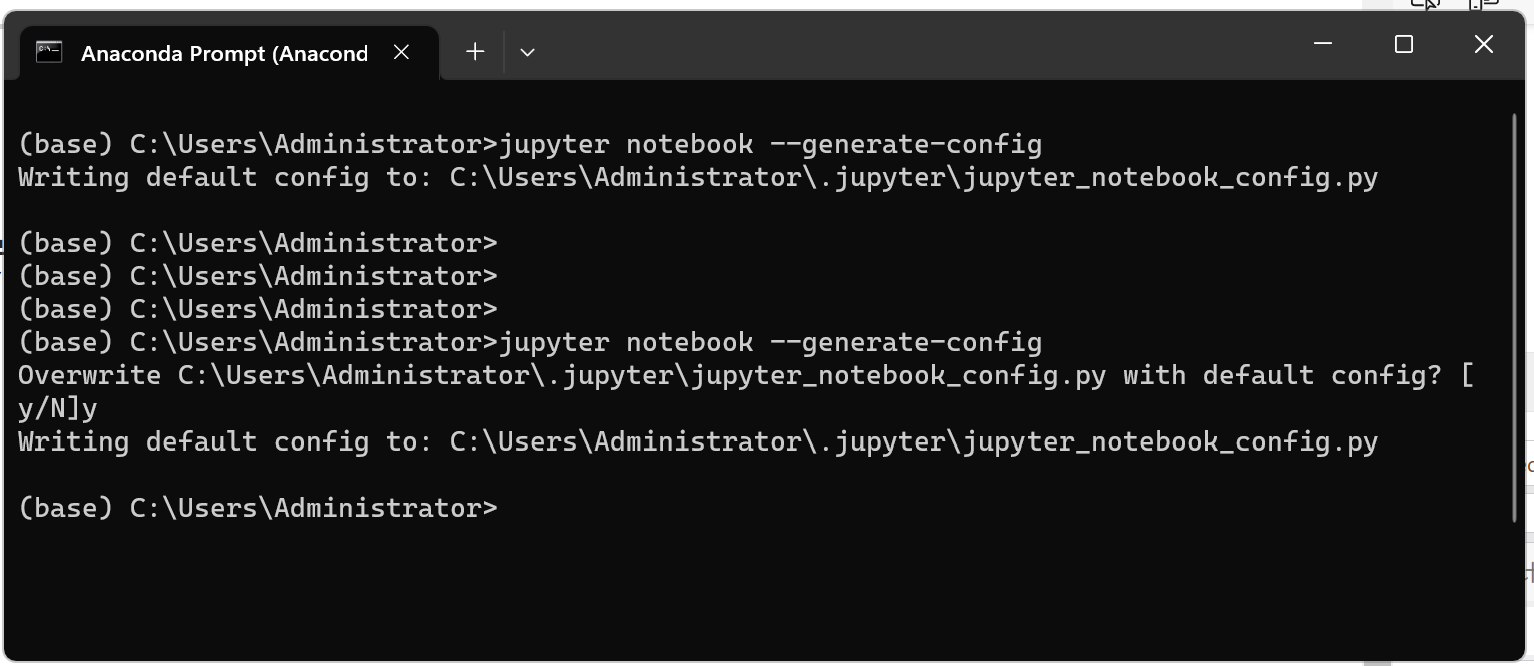 Anaconda Prompt (Anacond
(base) C:\Users\Administrator>jupyter notebook --generate-config
Writing default config to: C:\Users\Administrator\.jupyter\jupyter_notebook_config.py
(base) C:\Users\Administrator>
(base) C:\Users\Administrator>
(base) C:\Users\Administrator>
(base) C:\Users\Administrator>jupyter notebook --generate-config
Overwrite C:\Users\Administrator\.jupyter\jupyter_notebook_config.py with default config? [
y/N]y
Writing default config to: C:\Users\Administrator\.jupyter\jupyter_notebook_config.py
(base) C:\Users\Administrator>